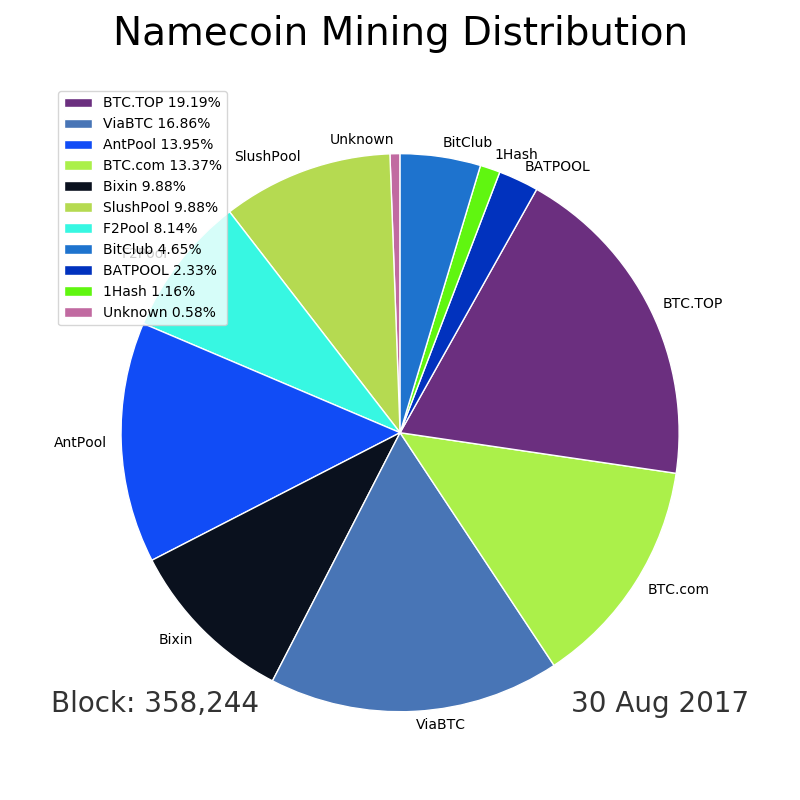 Namecoin Mining Distribution
BTC.TOP 19.19%
ViaBTC 16.86%
AntPool 13.95%
BTC.com 13.37%
Bixin 9.88%
SlushPool 9.88%
F2Pool 8.14%
BitClub 4.65%
BATPOOL 2.33%
1Hash 1.16%
Unknown 0.58%
Unknown
BitClub
1Hash
BATPOOL
SlushPool
F2Pool
BTC.TOP
AntPool
BTC.com
Bixin
ViaBTC
Block: 358,244
30 Aug 2017